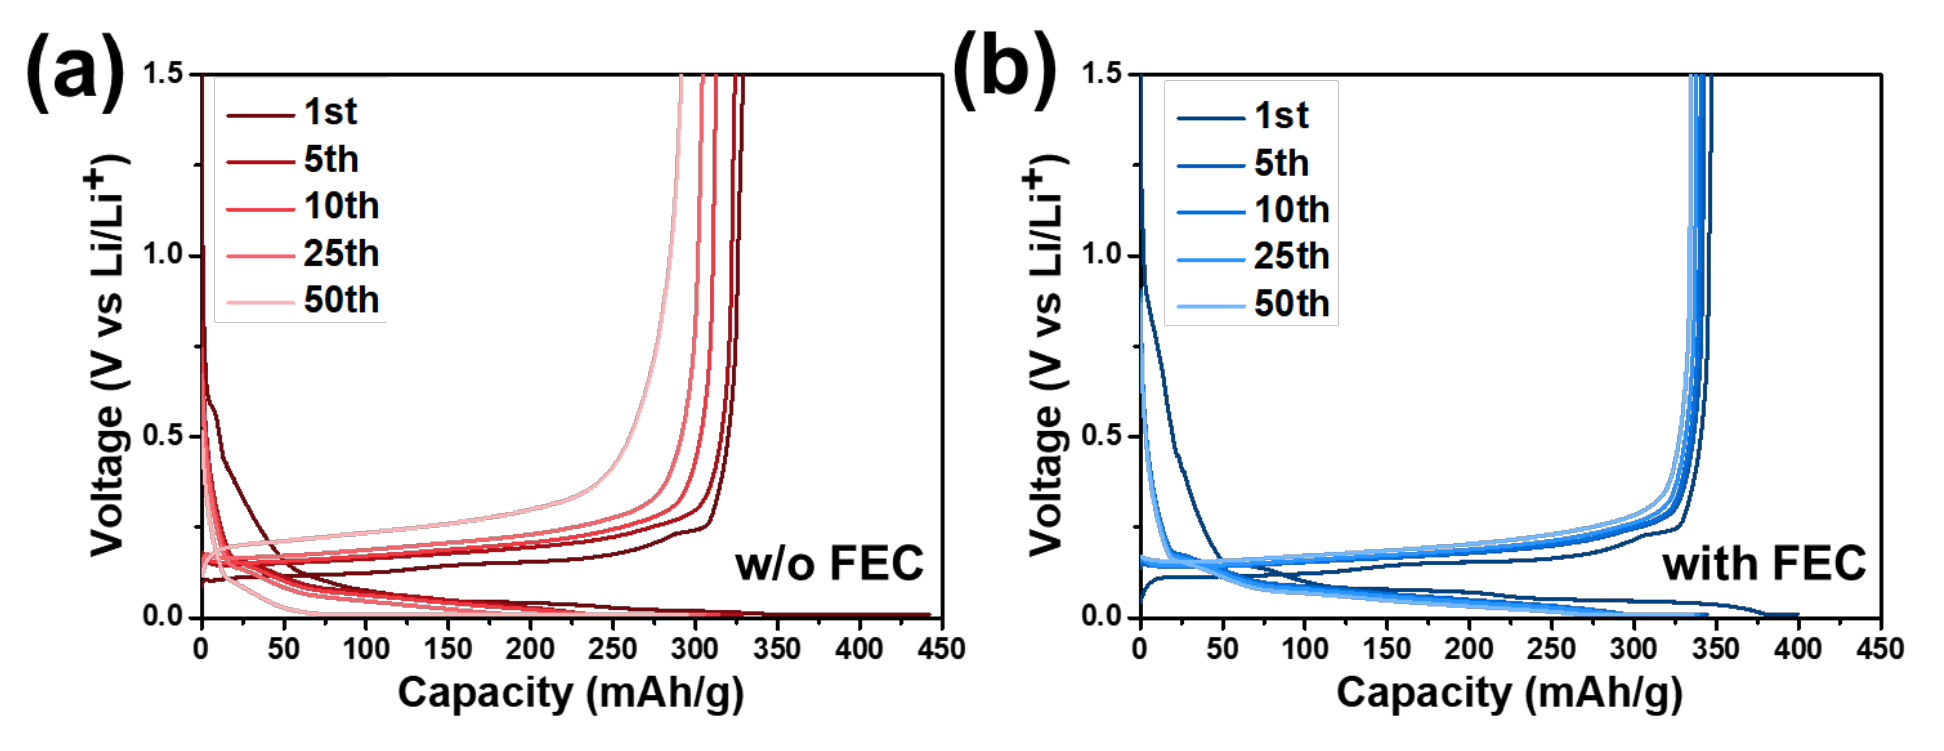 (a)
1.5
1.0
0.5
0.0
Voltage (V vs Li/Li+)
1st
5th
10th
25th
50th
w/o FEC
0 50 100 150 200 250 300 350 400 450
Capacity (mAh/g)
(b)
1.5
1.0
0.5
0.0
Voltage (V vs Li/Li+)
1st
5th
10th
25th
50th
with FEC
0 50 100 150 200 250 300 350 400 450
Capacity (mAh/g)